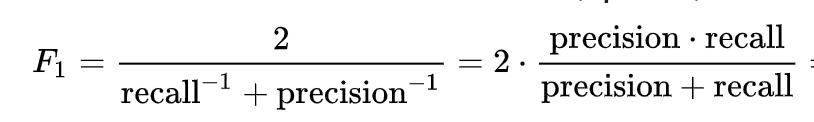 F₁ = 2 / (recall⁻¹ + precision⁻¹) = 2 · (precision · recall) / (precision + recall) =